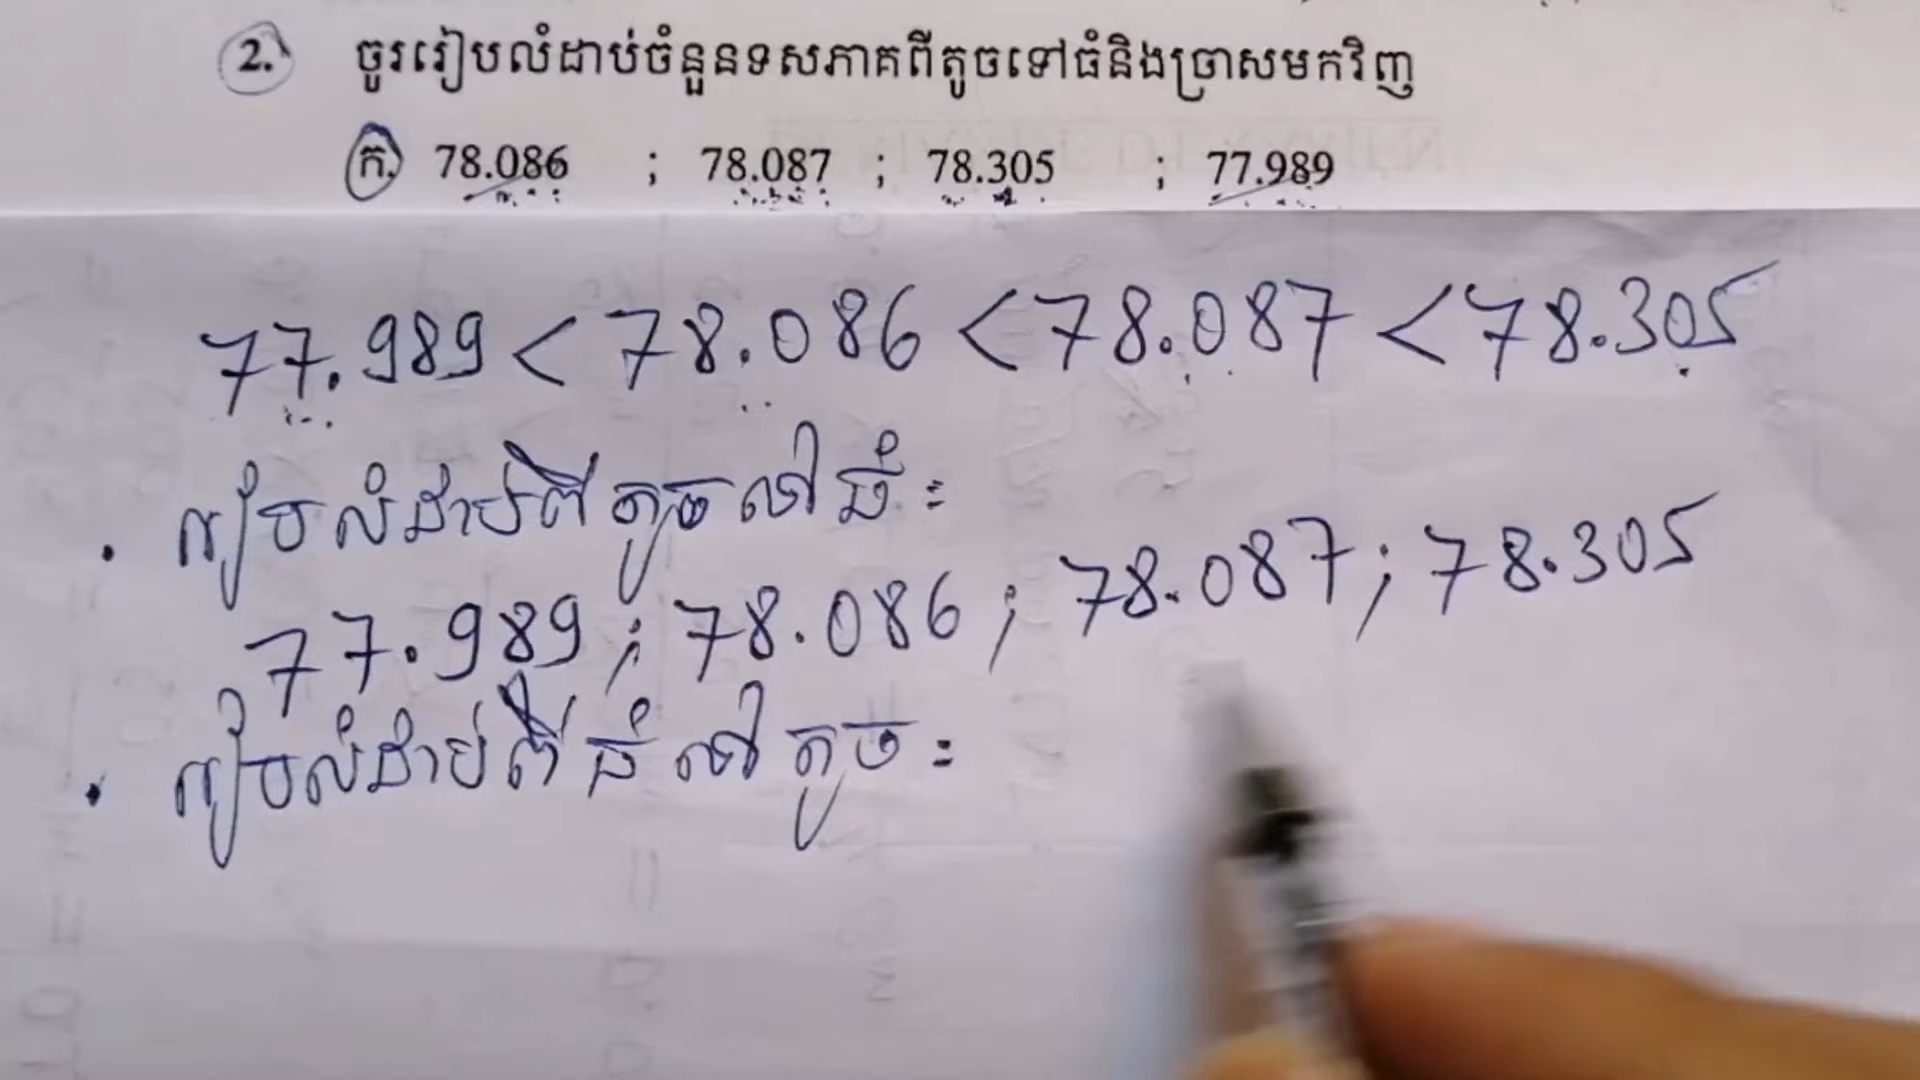 2. ចូររៀបលំដាប់ចំនួនទសភាគពីតូចទៅធំនិងច្រាសមកវិញ
ក. 78.086 ; 78.087 ; 78.305 ; 77.989
77.989 < 78.086 < 78.087 < 78.305
. រៀបលំដាប់ពីតូចទៅធំ:
77.989 ; 78.086 ; 78.087 ; 78.305
. រៀបលំដាប់ពីធំទៅតូច: